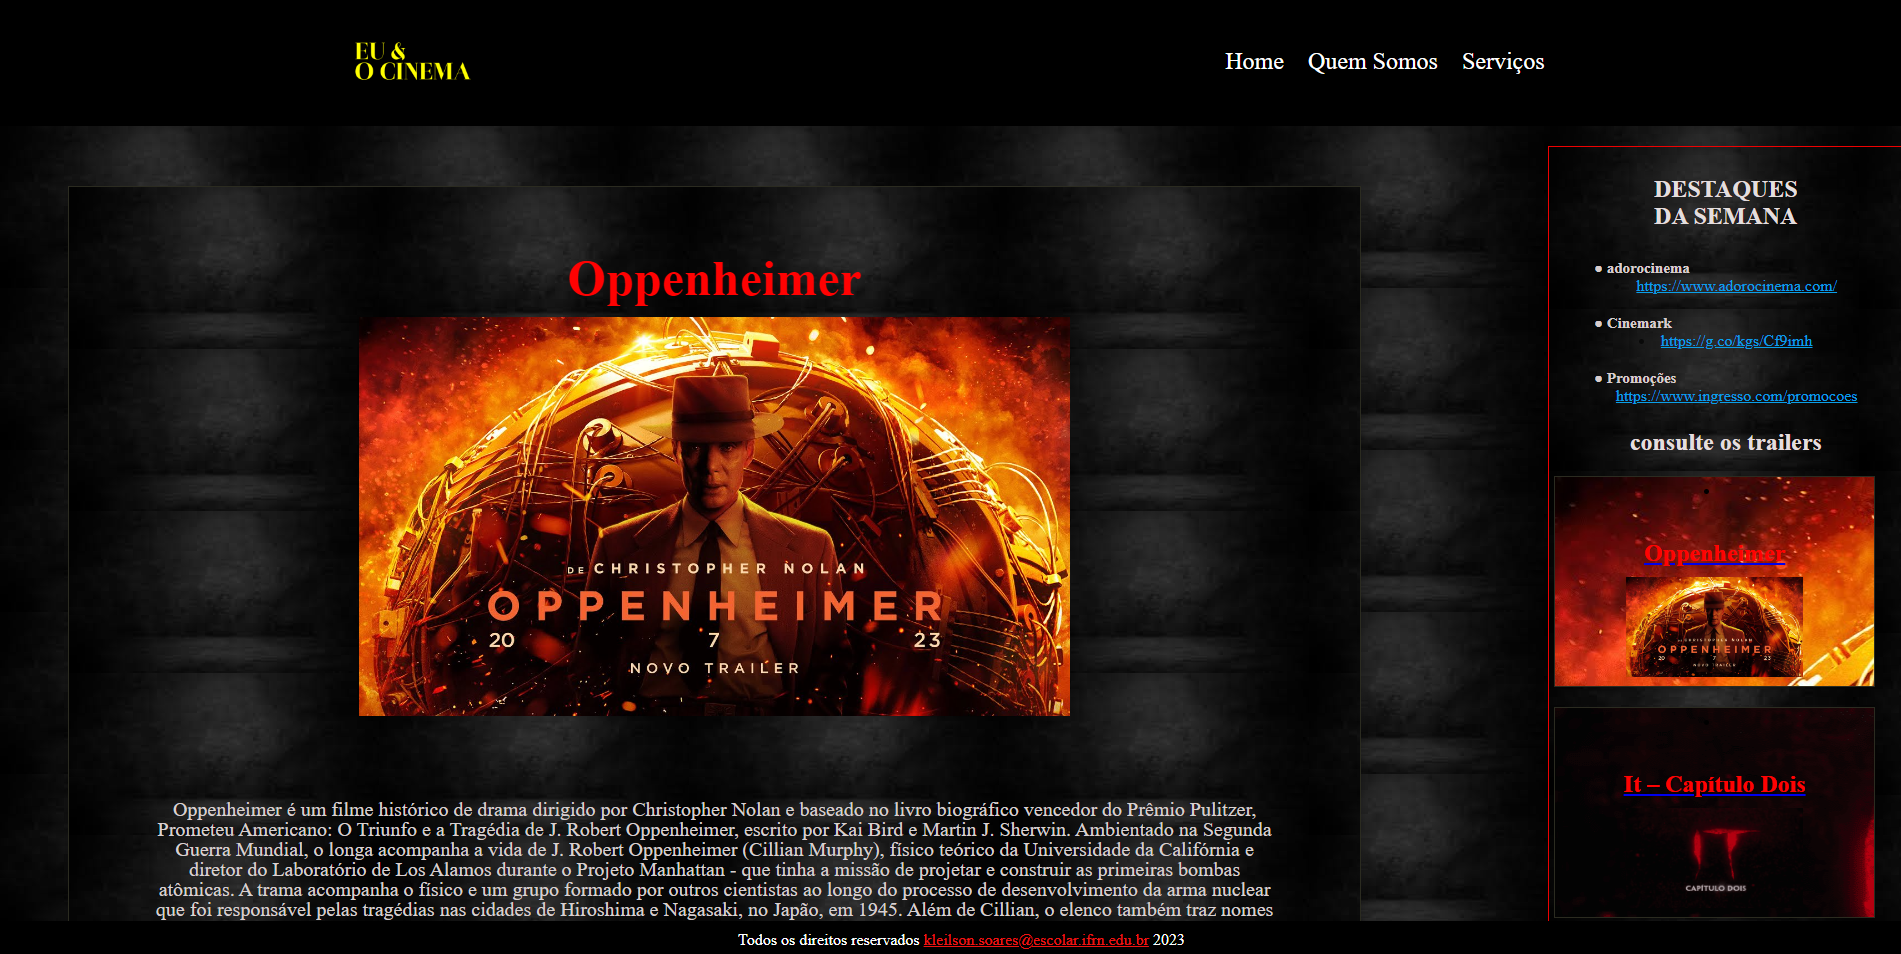 EU &
O CINEMA
Home Quem Somos Serviços
Oppenheimer
DE CHRISTOPHER NOLAN
OPPENHEIMER
20 7 23
NOVO TRAILER
Oppenheimer é um filme histórico de drama dirigido por Christopher Nolan e baseado no livro biográfico vencedor do Prêmio Pulitzer,
Prometeu Americano: O Triunfo e a Tragédia de J. Robert Oppenheimer, escrito por Kai Bird e Martin J. Sherwin. Ambientado na Segunda
Guerra Mundial, o longa acompanha a vida de J. Robert Oppenheimer (Cillian Murphy), físico teórico da Universidade da Califórnia e
diretor do Laboratório de Los Alamos durante o Projeto Manhattan - que tinha a missão de projetar e construir as primeiras bombas
atômicas. A trama acompanha o físico e um grupo formado por outros cientistas ao longo do processo de desenvolvimento da arma nuclear
que foi responsável pelas tragédias nas cidades de Hiroshima e Nagasaki, no Japão, em 1945. Além de Cillian, o elenco também traz nomes
DESTAQUES
DA SEMANA
• adorocinema
https://www.adorocinema.com/
• Cinemark
https://g.co/kgs/Cf9imh
• Promoções
https://www.ingresso.com/promocoes
consulte os trailers
Oppenheimer
DE CHRISTOPHER NOLAN
OPPENHEIMER
20 7 23
NOVO TRAILER
It – Capítulo Dois
IT
CAPÍTULO DOIS
Todos os direitos reservados kleilson.soares@escolar.ifrn.edu.br 2023